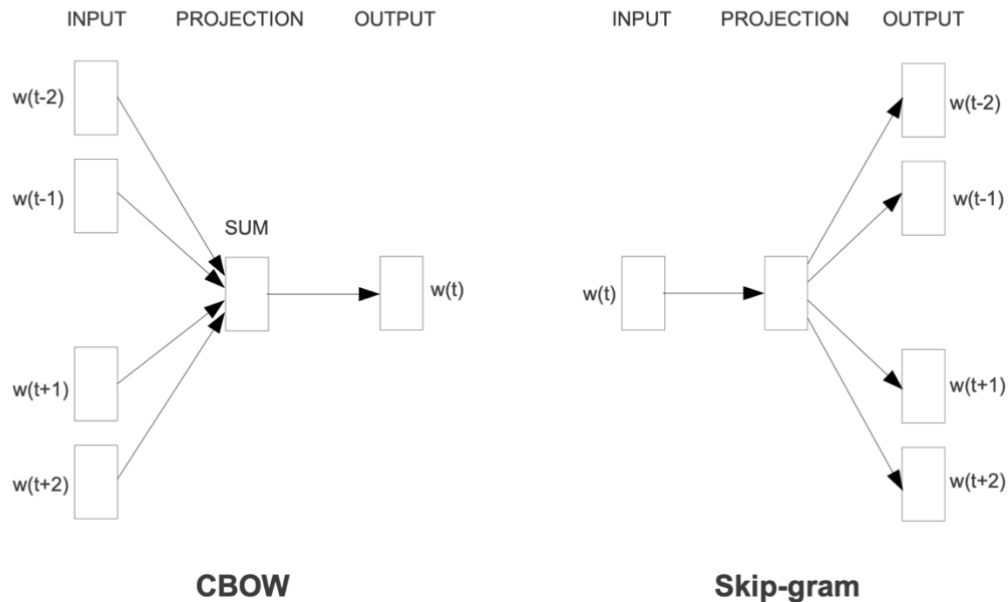 INPUT PROJECTION OUTPUT
w(t-2)
w(t-1)
SUM
w(t)
w(t+1)
w(t+2)
CBOW
INPUT PROJECTION OUTPUT
w(t-2)
w(t-1)
w(t)
w(t+1)
w(t+2)
Skip-gram